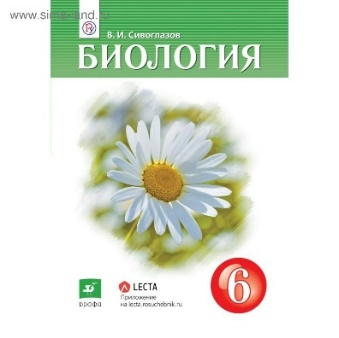 www.sima-land.ru
В. И. Сивоглазов
БИОЛОГИЯ
дрофа
LECTA
Приложение
на lecta.rosuchebnik.ru
6